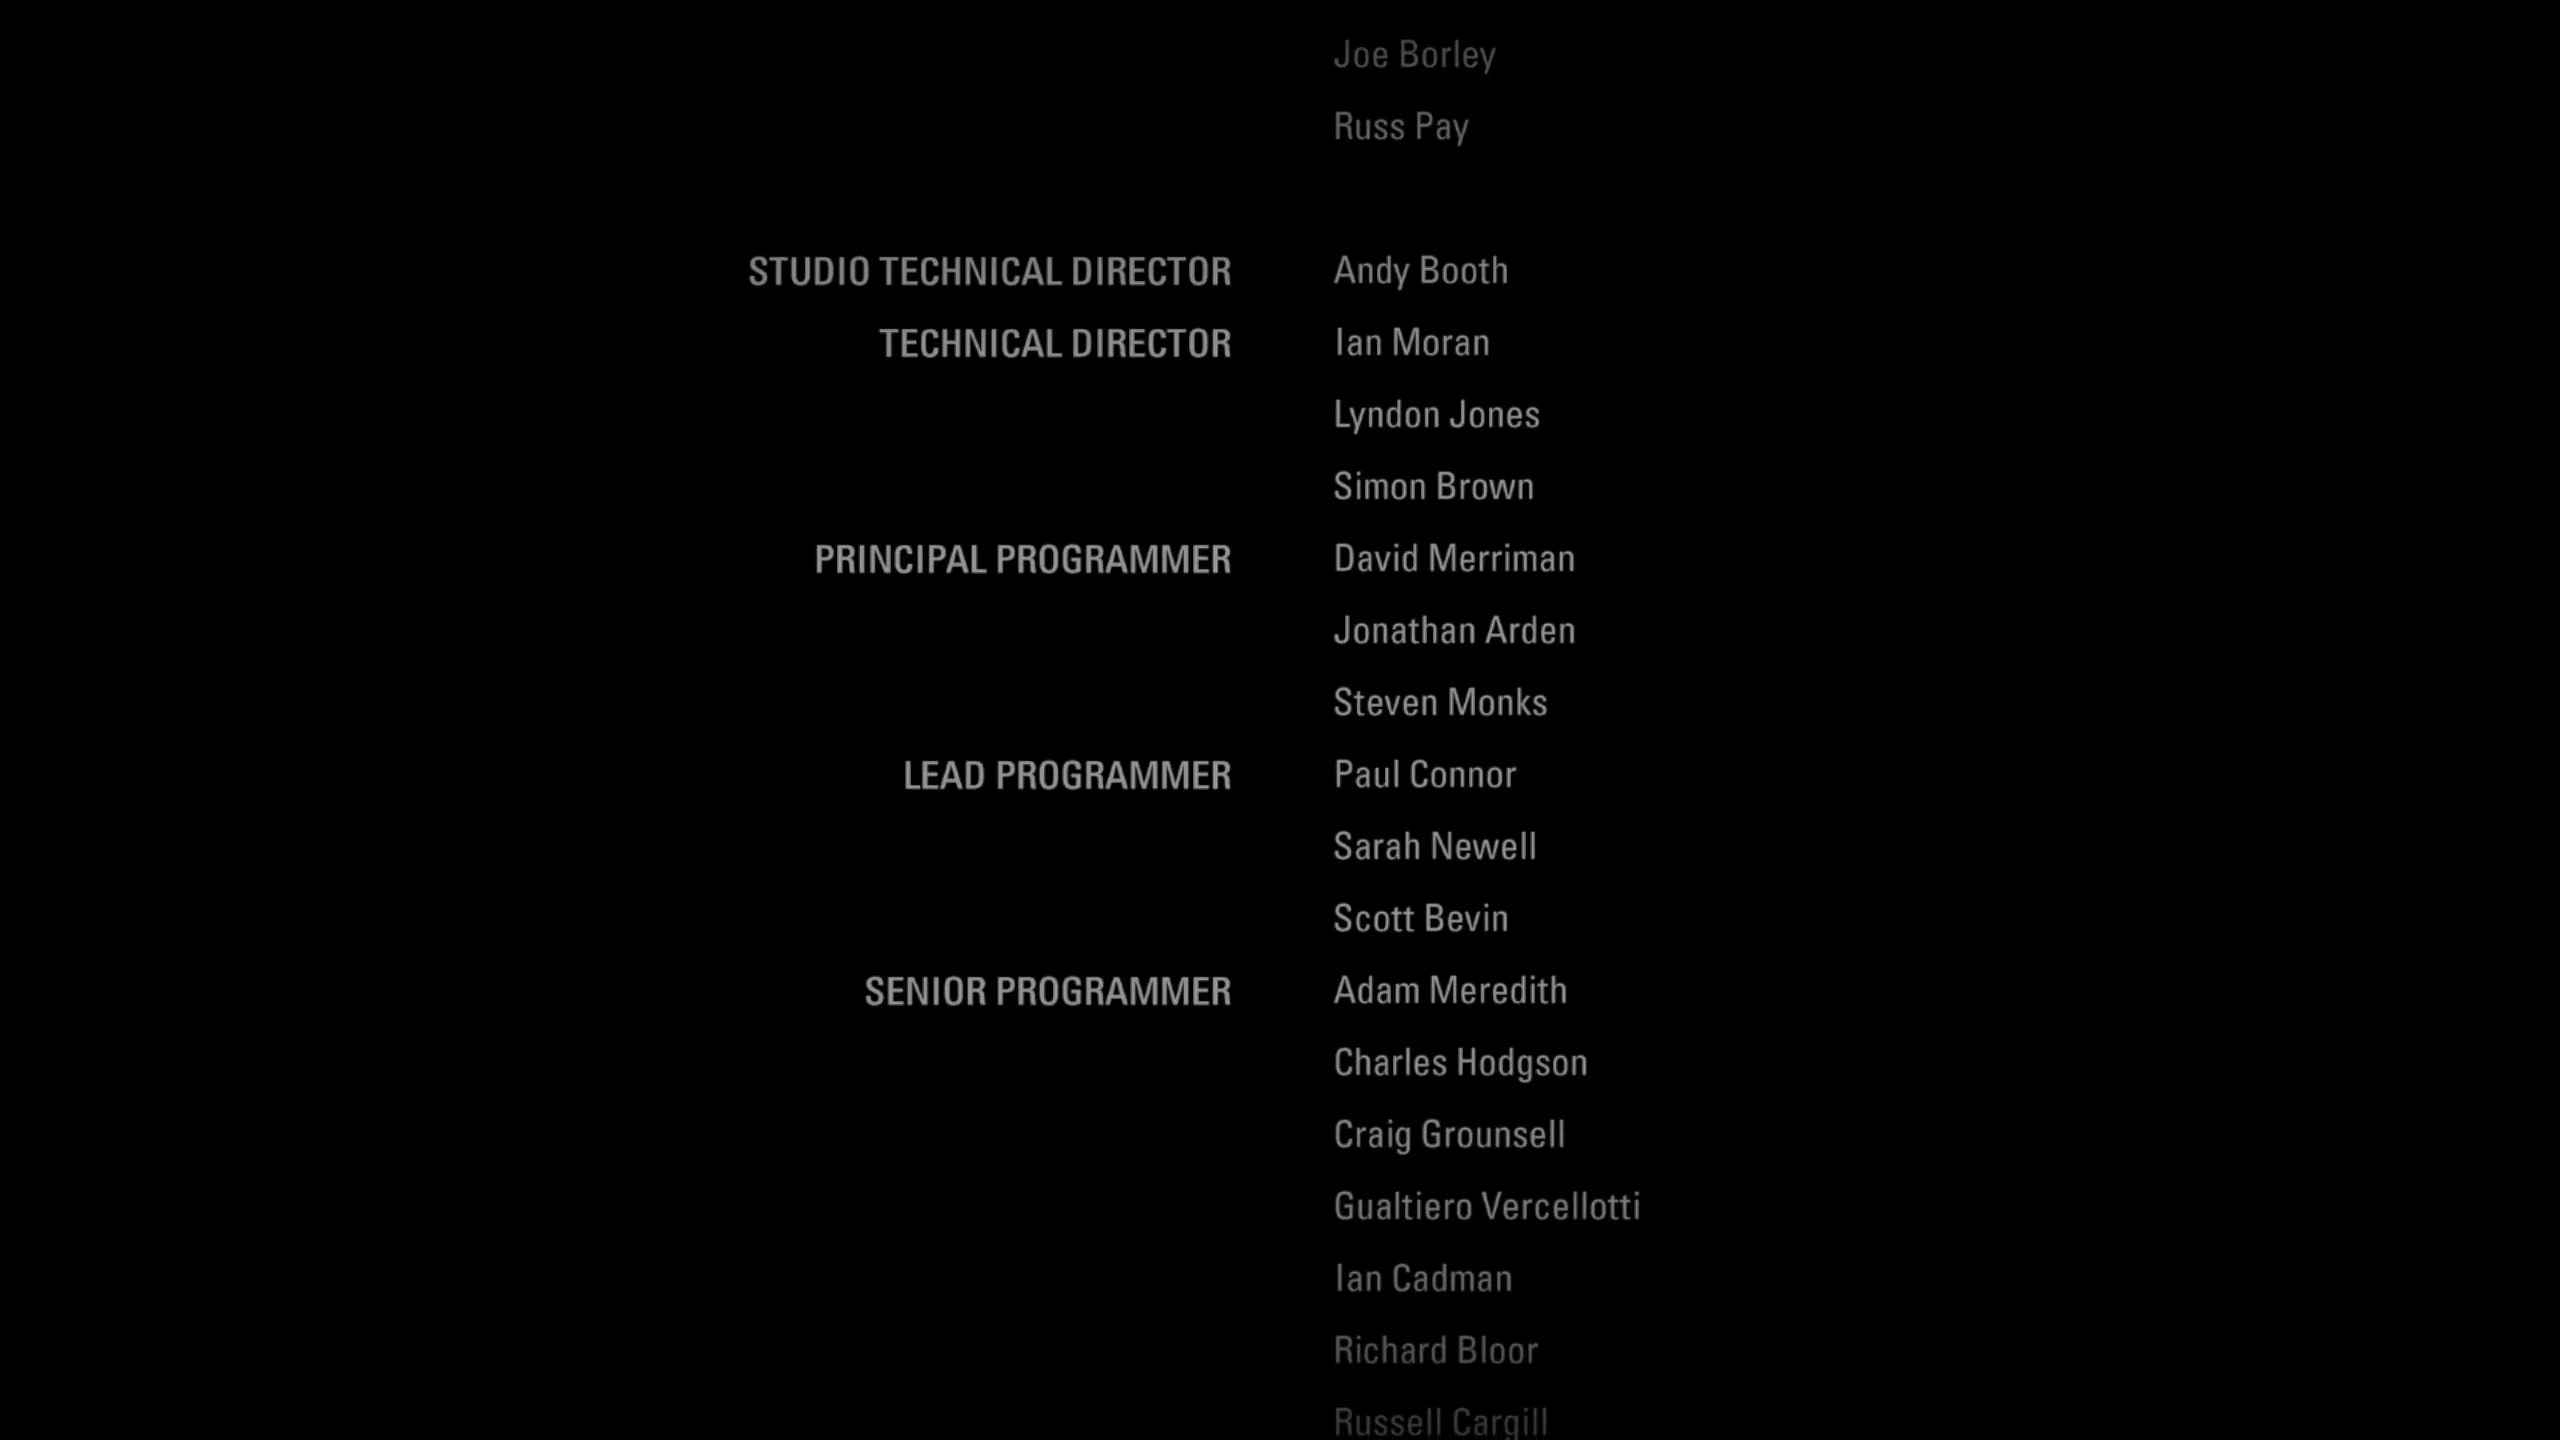 Joe Borley
Russ Pay
STUDIO TECHNICAL DIRECTOR Andy Booth
TECHNICAL DIRECTOR Ian Moran
Lyndon Jones
Simon Brown
PRINCIPAL PROGRAMMER David Merriman
Jonathan Arden
Steven Monks
LEAD PROGRAMMER Paul Connor
Sarah Newell
Scott Bevin
SENIOR PROGRAMMER Adam Meredith
Charles Hodgson
Craig Grounsell
Gualtiero Vercellotti
Ian Cadman
Richard Bloor
Russell Cargill